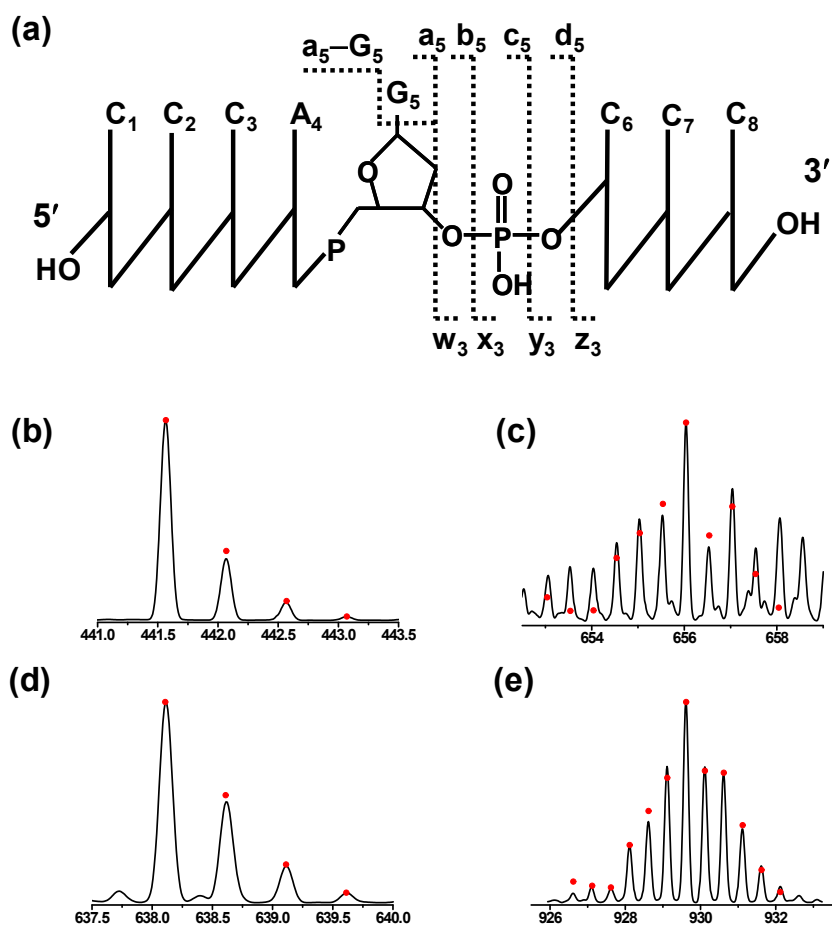 (a)
a₅–G₅ a₅ b₅ c₅ d₅
C₁ C₂ C₃ A₄ G₅ C₆ C₇ C₈
O O
5′ 3′
HO P O P O OH
OH
w₃ x₃ y₃ z₃
(b) (c)
441.0 441.5 442.0 442.5 443.0 443.5
654 656 658
(d) (e)
637.5 638.0 638.5 639.0 639.5 640.0
926 928 930 932